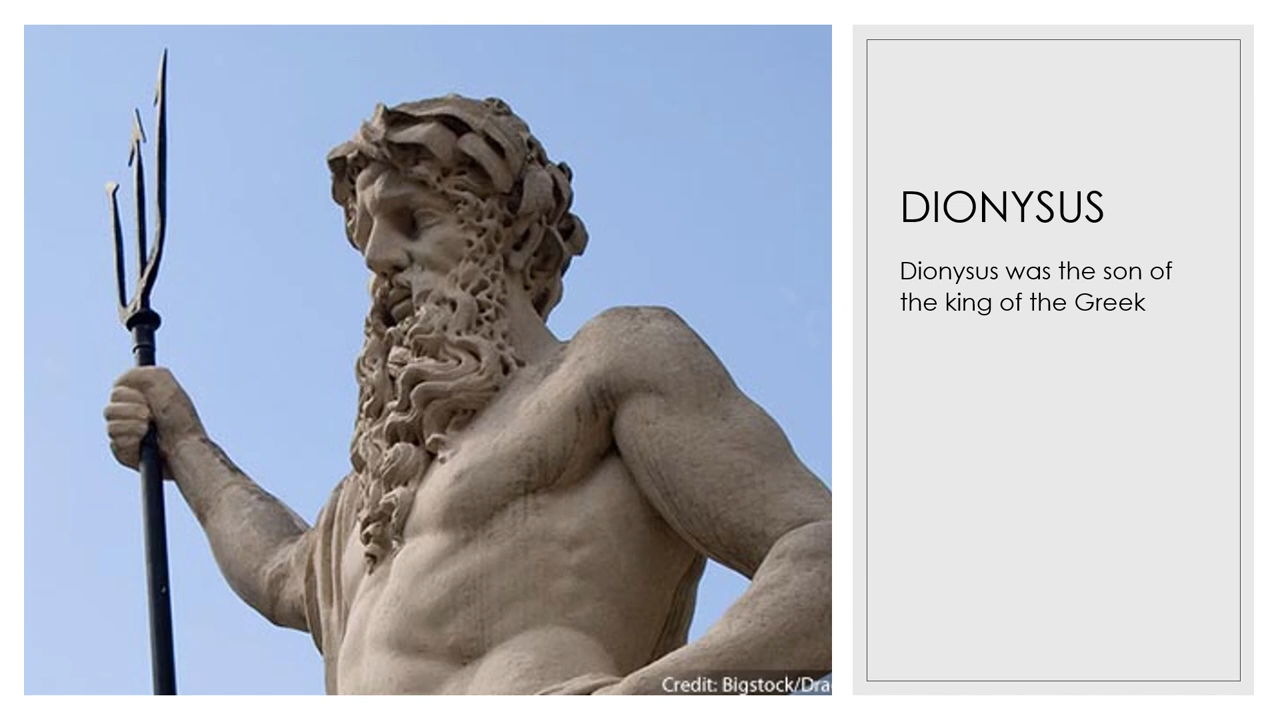 DIONYSUS
Dionysus was the son of
the king of the Greek
Credit: Bigstock/Dra